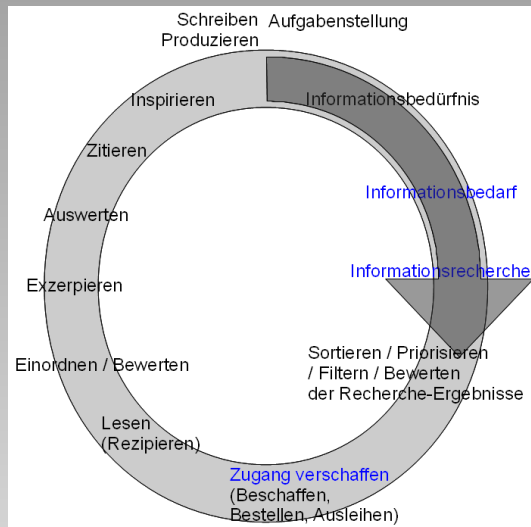 Schreiben
Produzieren
Aufgabenstellung
Informationsbedürfnis
Informationsbedarf
Informationsrecherche
Sortieren / Priorisieren
/ Filtern / Bewerten
der Recherche-Ergebnisse
Zugang verschaffen
(Beschaffen,
Bestellen, Ausleihen)
Lesen
(Rezipieren)
Einordnen / Bewerten
Exzerpieren
Auswerten
Zitieren
Inspirieren